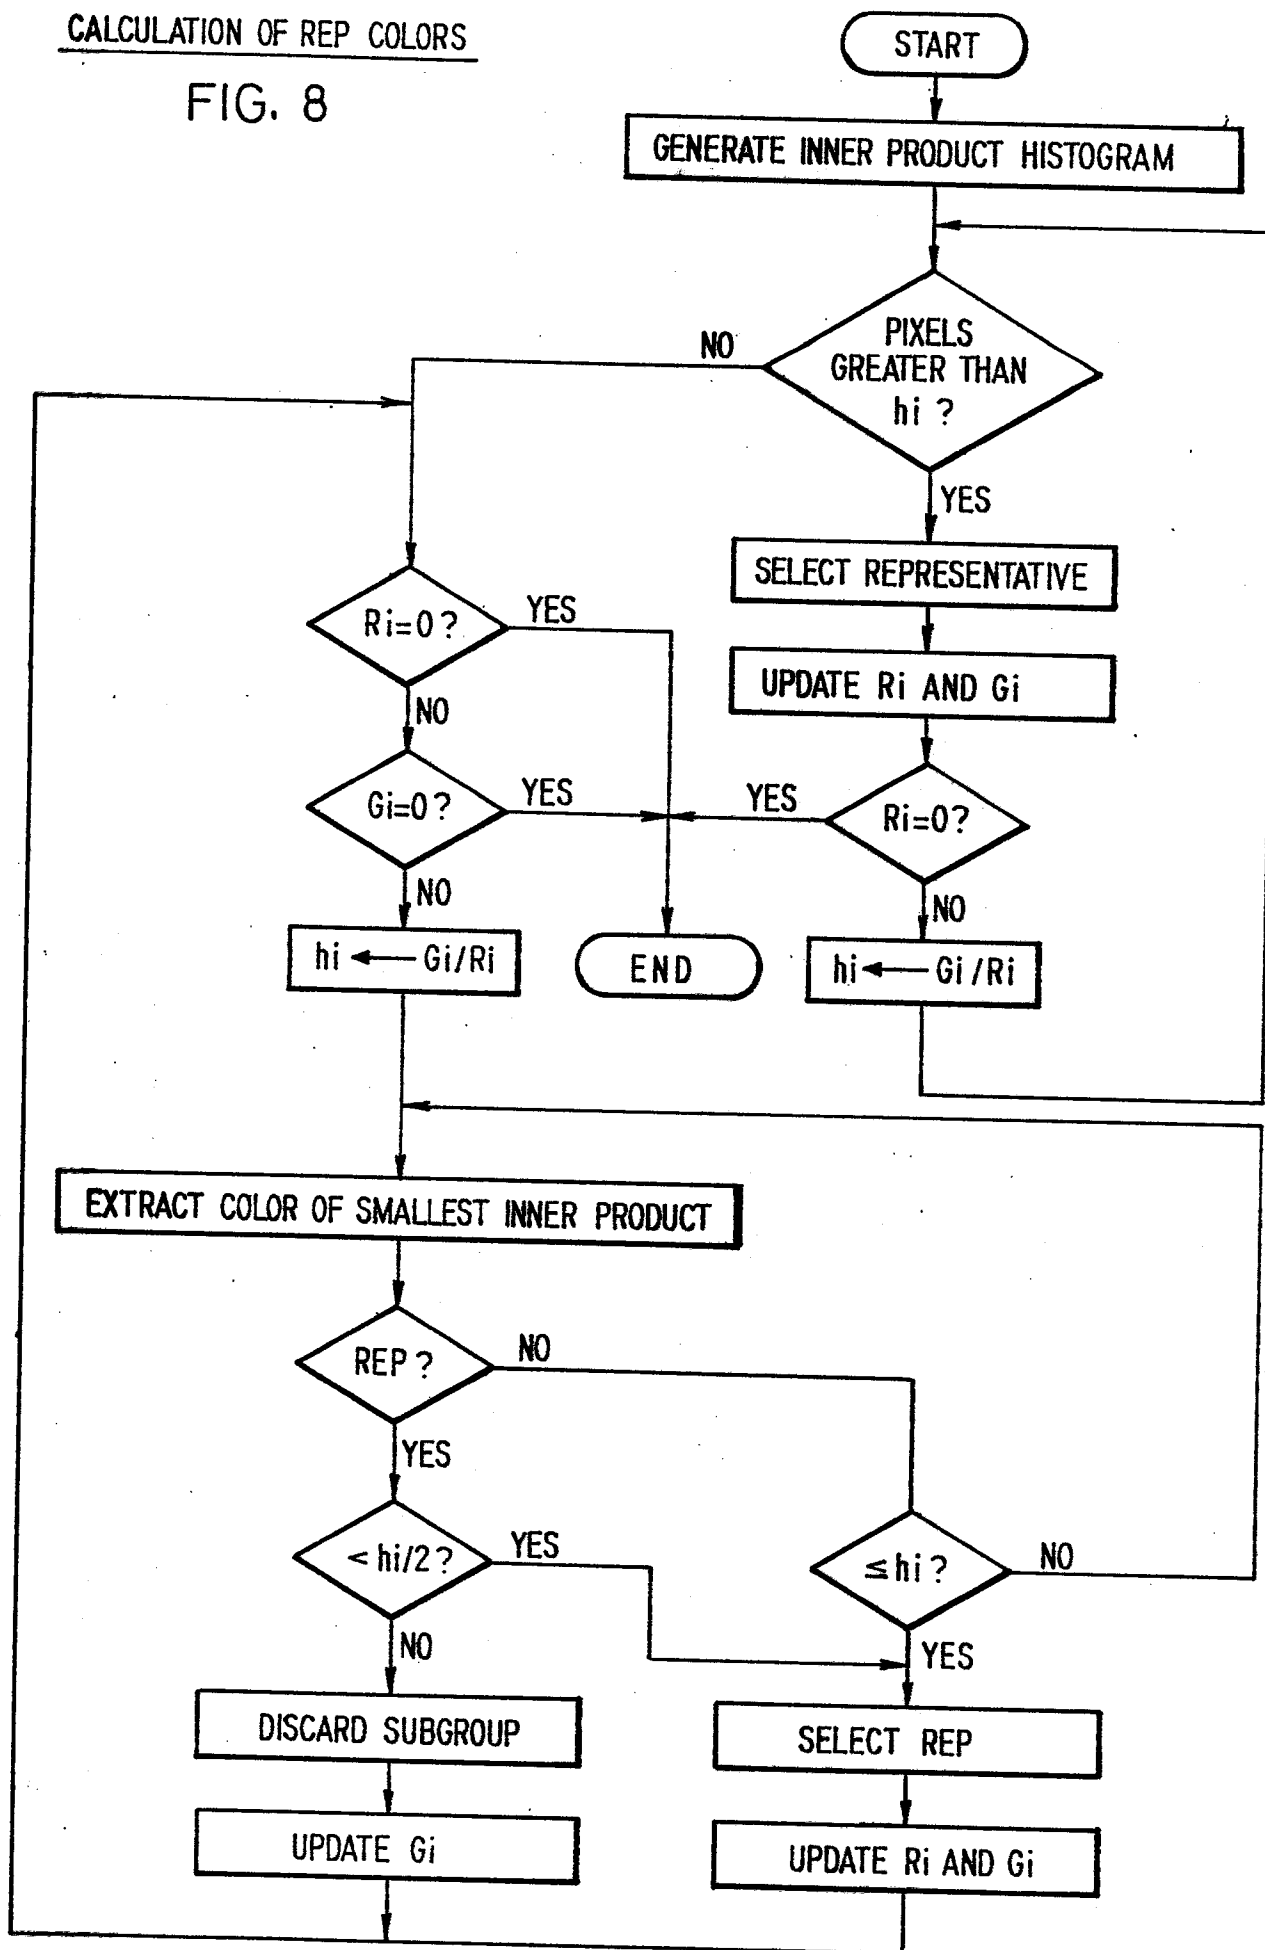 CALCULATION OF REP COLORS
FIG. 8
START
GENERATE INNER PRODUCT HISTOGRAM
PIXELS
GREATER THAN
hi ?
NO
YES
SELECT REPRESENTATIVE
UPDATE Ri AND Gi
Ri=0?
YES
NO
hi ← Gi/Ri
Ri=0?
YES
NO
Gi=0?
YES
NO
hi ← Gi/Ri
END
EXTRACT COLOR OF SMALLEST INNER PRODUCT
REP ?
NO
YES
< hi/2?
YES
NO
≤ hi ?
NO
YES
DISCARD SUBGROUP
UPDATE Gi
SELECT REP
UPDATE Ri AND Gi